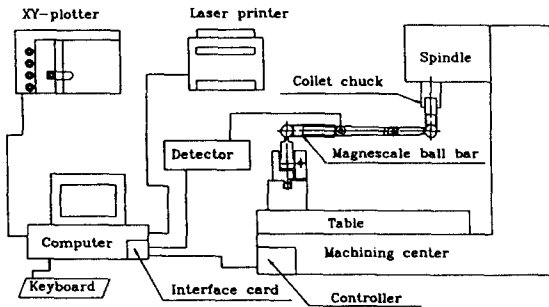 XY-plotter
Laser printer
Spindle
Collet chuck
Detector
Magnescale ball bar
Table
Computer
Machining center
Keyboard
Interface card
Controller